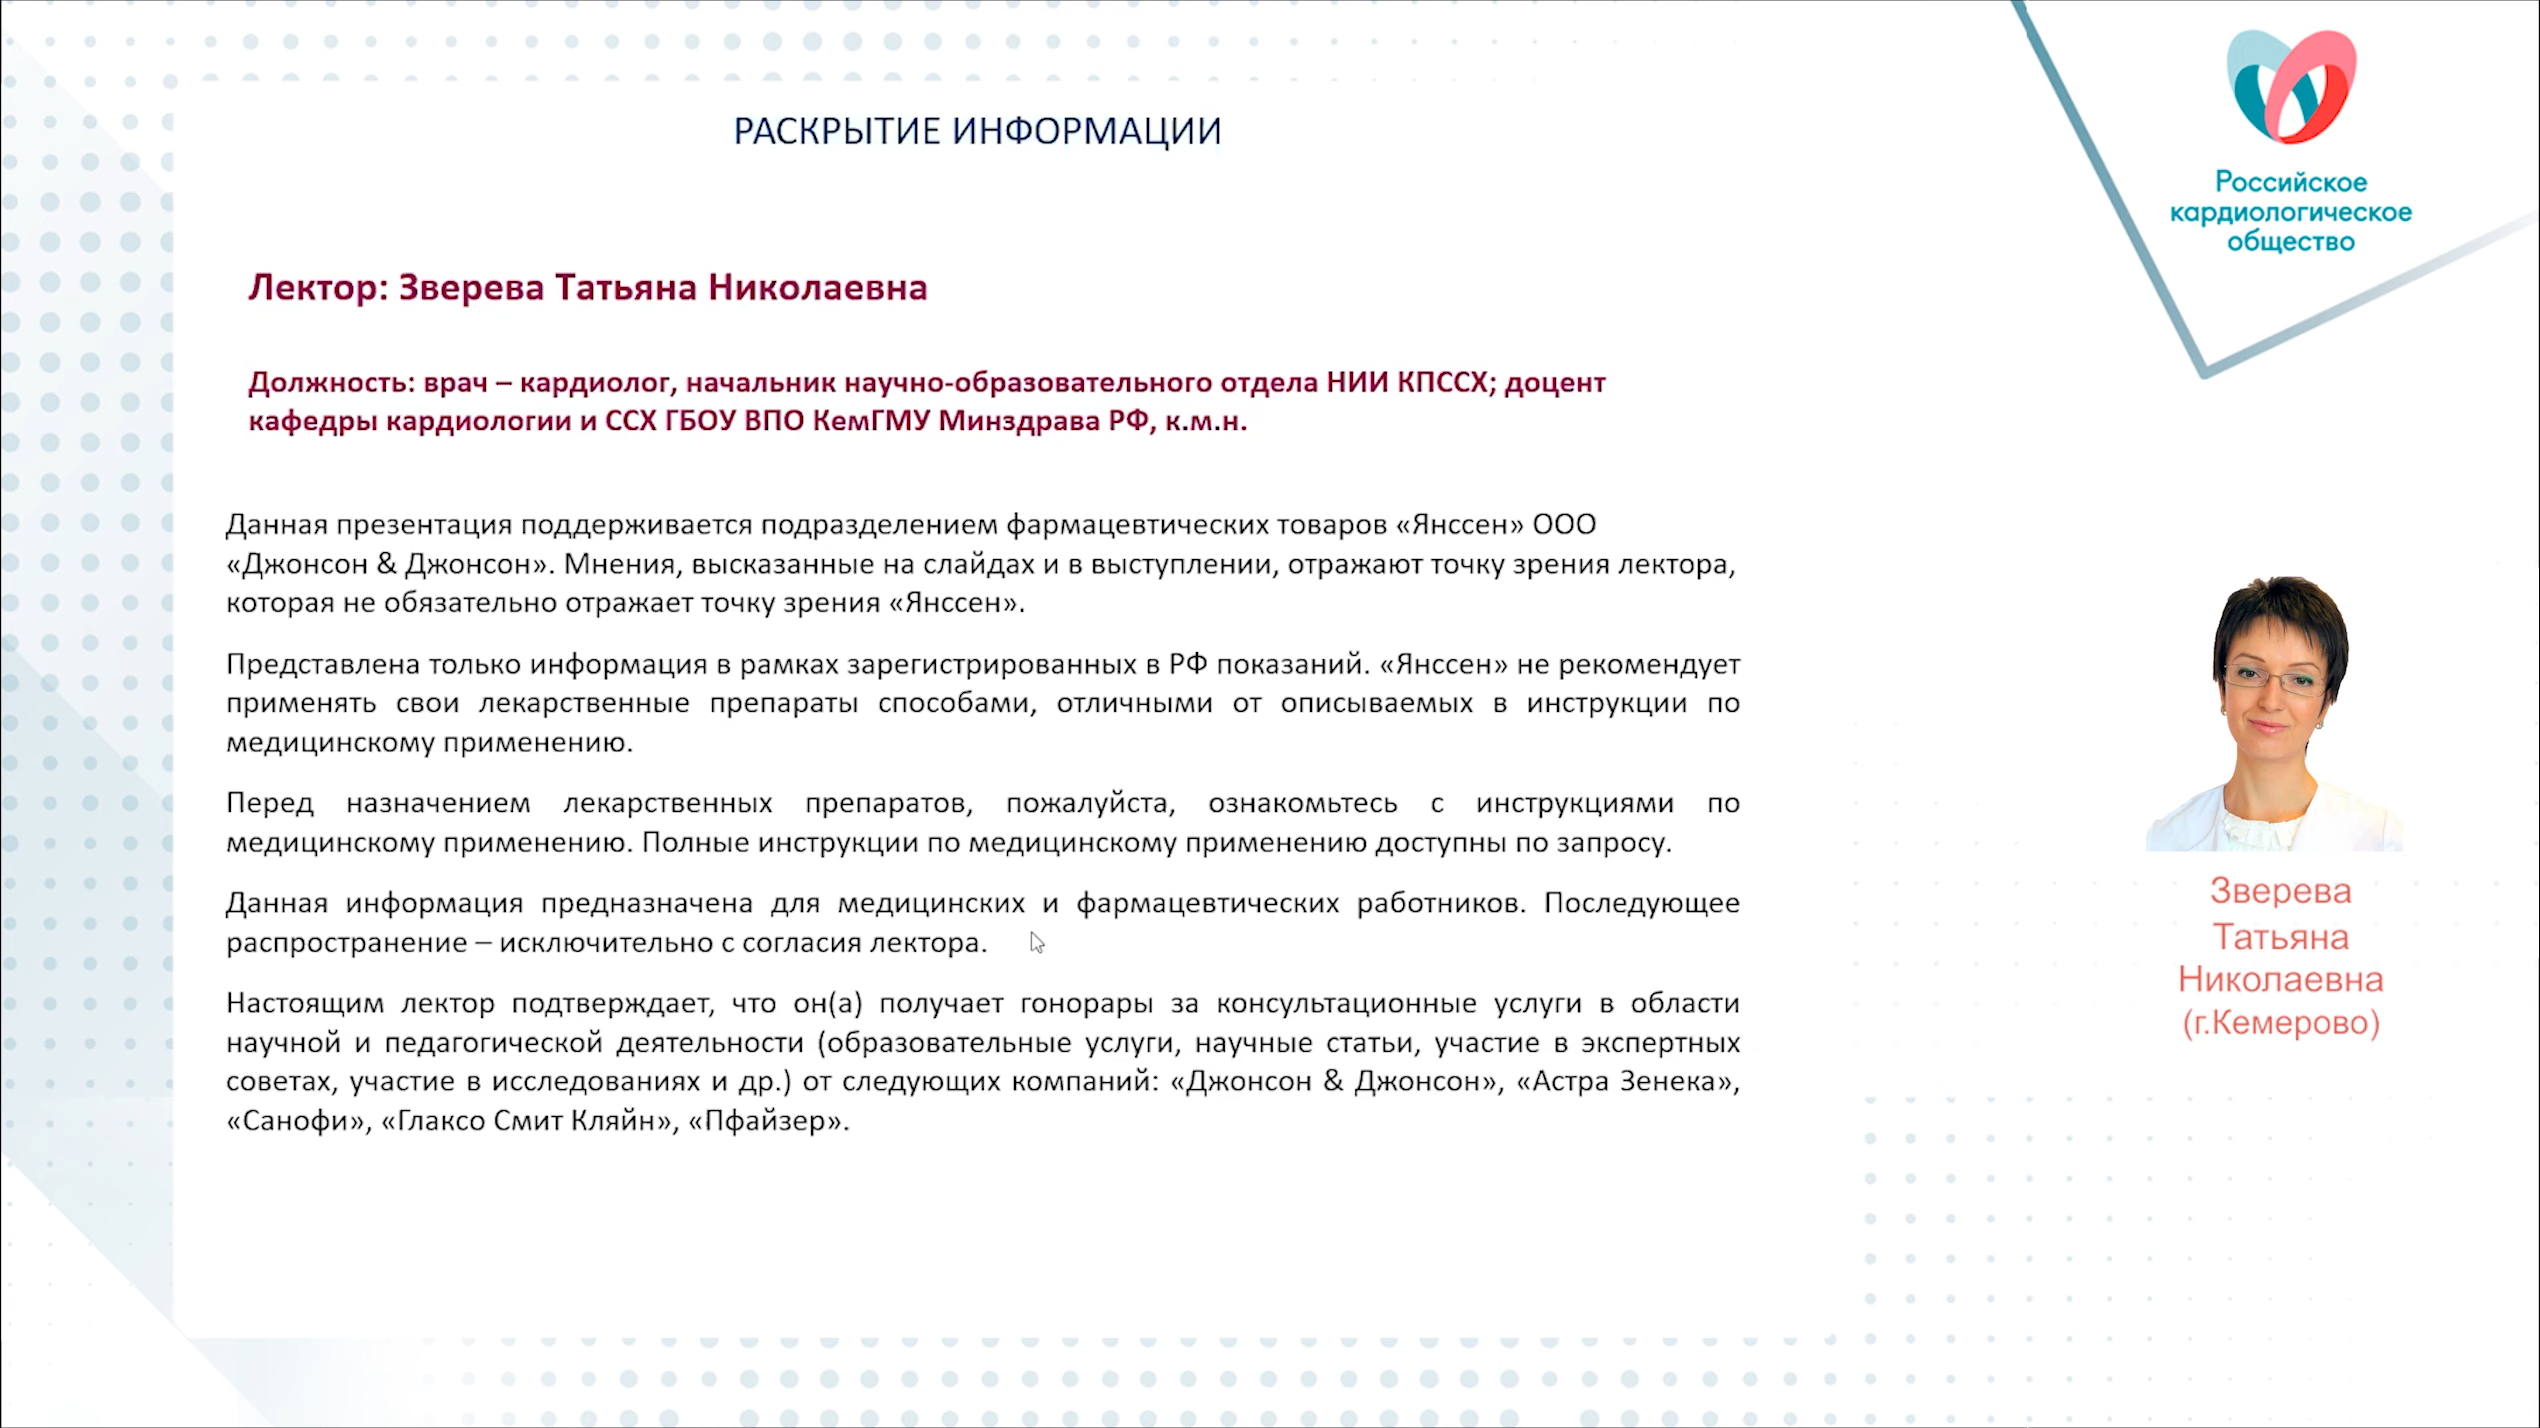 РАСКРЫТИЕ ИНФОРМАЦИИ
Российское
кардиологическое
общество
Лектор: Зверева Татьяна Николаевна
Должность: врач – кардиолог, начальник научно-образовательного отдела НИИ КПССХ; доцент
кафедры кардиологии и ССХ ГБОУ ВПО КемГМУ Минздрава РФ, к.м.н.
Данная презентация поддерживается подразделением фармацевтических товаров «Янссен» ООО
«Джонсон & Джонсон». Мнения, высказанные на слайдах и в выступлении, отражают точку зрения лектора,
которая не обязательно отражает точку зрения «Янссен».
Представлена только информация в рамках зарегистрированных в РФ показаний. «Янссен» не рекомендует
применять свои лекарственные препараты способами, отличными от описываемых в инструкции по
медицинскому применению.
Перед назначением лекарственных препаратов, пожалуйста, ознакомьтесь с инструкциями по
медицинскому применению. Полные инструкции по медицинскому применению доступны по запросу.
Данная информация предназначена для медицинских и фармацевтических работников. Последующее
распространение – исключительно с согласия лектора.
Настоящим лектор подтверждает, что он(а) получает гонорары за консультационные услуги в области
научной и педагогической деятельности (образовательные услуги, научные статьи, участие в экспертных
советах, участие в исследованиях и др.) от следующих компаний: «Джонсон & Джонсон», «Астра Зенека»,
«Санофи», «Глаксо Смит Кляйн», «Пфайзер».
Зверева
Татьяна
Николаевна
(г.Кемерово)